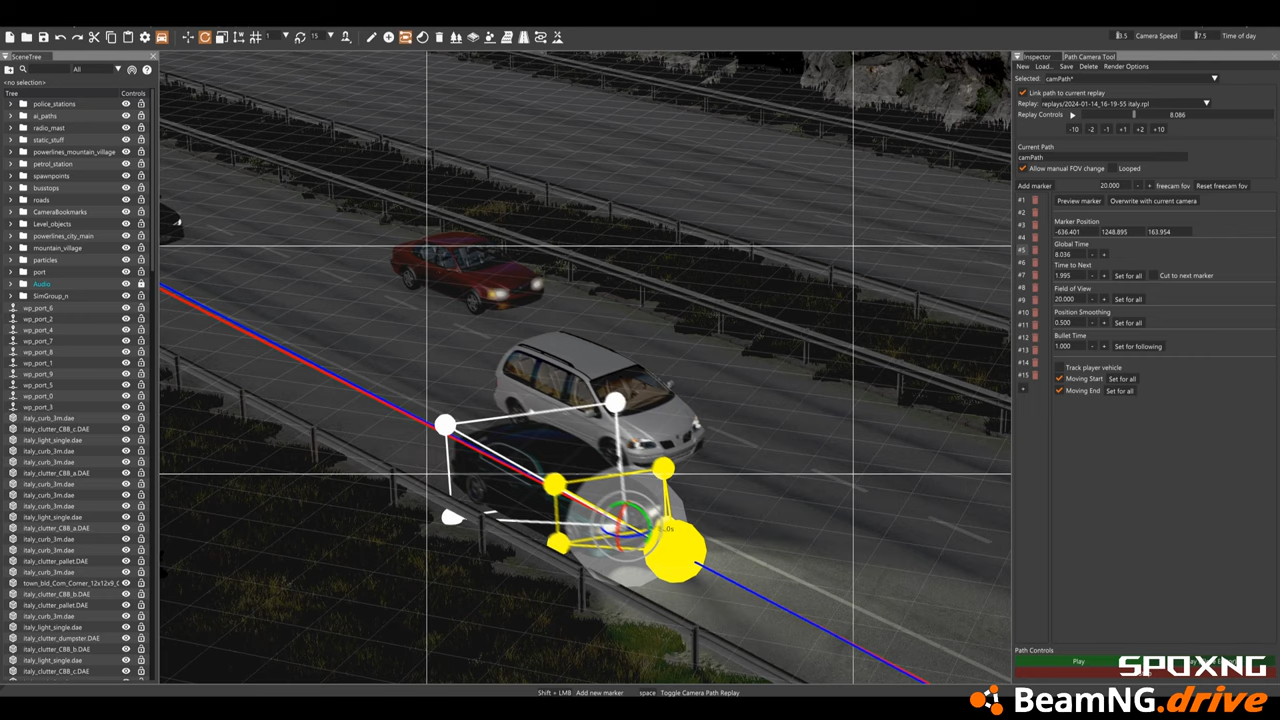 1
15
3.5 Camera Speed 7.5 Time of day
SceneTree
All
no selection>
Tree Controls
police_stations
ai_paths
radio_mast
static_stuff
powerlines_mountain_village
petrol_station
spawnpoints
busstops
roads
CameraBookmarks
Level_objects
powerlines_city_main
mountain_village
particles
port
Audio
SimGroup_n
wp_port_6
wp_port_2
wp_port_4
wp_port_7
wp_port_8
wp_port_1
wp_port_9
wp_port_5
wp_port_0
wp_port_3
italy_curb_3m.dae
italy_clutter_CBB_c.DAE
italy_light_single.dae
italy_curb_3m.dae
italy_curb_3m.dae
italy_clutter_CBB_a.DAE
italy_curb_3m.dae
italy_curb_3m.dae
italy_curb_3m.dae
italy_light_single.dae
italy_clutter_CBB_a.DAE
italy_curb_3m.dae
italy_curb_3m.dae
italy_clutter_pallet.DAE
italy_curb_3m.dae
town_bld_Com_Corner_12x12x9_C
italy_clutter_CBB_b.DAE
italy_clutter_pallet.DAE
italy_curb_3m.dae
italy_light_single.dae
italy_clutter_dumpster.DAE
italy_clutter_CBB_b.DAE
italy_light_single.dae
italy_clutter_CBB_c.DAE
Inspector Path Camera Tool
New Load... Save Delete Render Options
Selected: camPath*
Link path to current replay
Replay: replays/2024-01-14_16-19-55 italy.rpl
Replay Controls 8.086
-10 -2 -1 +1 +2 +10
Current Path
camPath
Allow manual FOV change Looped
Add marker 20.000 - + freecam fov Reset freecam fov
#1
#2
#3
#4
#5
#6
#7
#8
#9
#10
#11
#12
#13
#14
#15
+
Preview marker Overwrite with current camera
Marker Position
-636.401 1248.895 163.954
Global Time
8.036 - +
Time to Next
1.995 - + Set for all Cut to next marker
Field of View
20.000 - + Set for all
Position Smoothing
0.500 - + Set for all
Bullet Time
1.000 - + Set for following
Track player vehicle
Moving Start Set for all
Moving End Set for all
Path Controls
Play
SPOXNG
BeamNG.drive
Shift + LMB Add new marker space Toggle Camera Path Replay